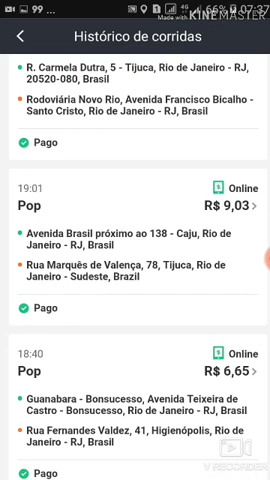 99
4G
66%
07:37
Made with
KINEMASTER
Histórico de corridas
R. Carmela Dutra, 5 - Tijuca, Rio de Janeiro - RJ,
20520-080, Brasil
Rodoviária Novo Rio, Avenida Francisco Bicalho -
Santo Cristo, Rio de Janeiro - RJ, Brasil
Pago
19:01
Online
Pop
R$ 9,03
Avenida Brasil próximo ao 138 - Caju, Rio de
Janeiro - RJ, Brasil
Rua Marquês de Valença, 78, Tijuca, Rio de
Janeiro - Sudeste, Brazil
Pago
18:40
Online
Pop
R$ 6,65
Guanabara - Bonsucesso, Avenida Teixeira de
Castro - Bonsucesso, Rio de Janeiro - RJ, Brasil
Rua Fernandes Valdez, 41, Higienópolis, Rio de
Janeiro - RJ, Brasil
V RECORDER
Pago